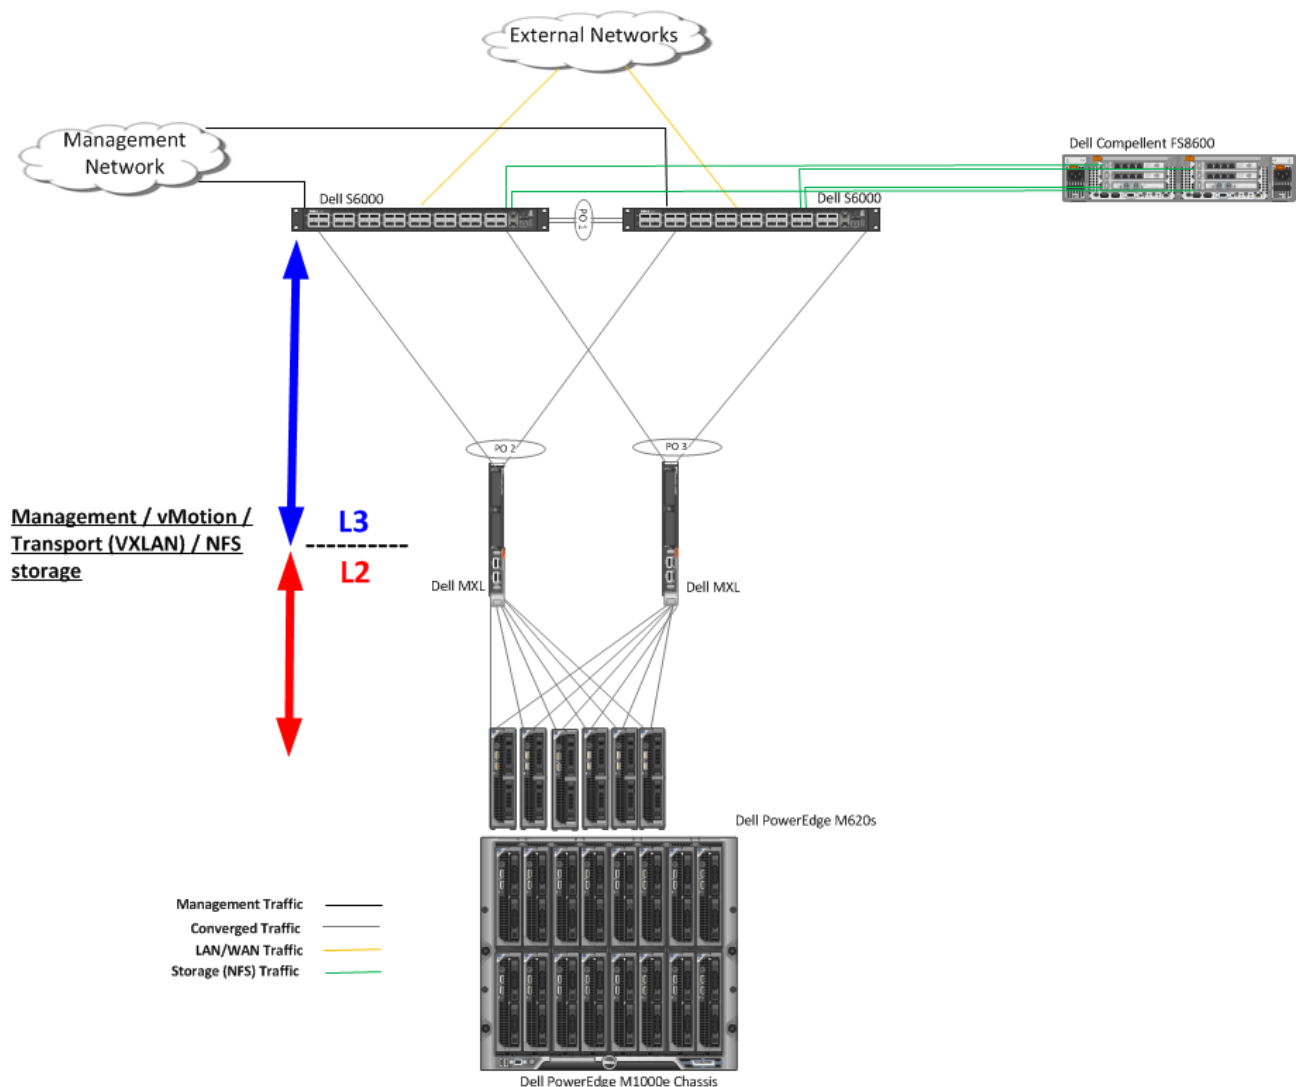 External Networks
Management
Network
Dell Compellent FS8600
Dell S6000
Dell S6000
PO 1
PO 2
PO 3
Management / vMotion /
Transport (VXLAN) / NFS
storage
L3
L2
Dell MXL
Dell MXL
Dell PowerEdge M620s
Management Traffic
Converged Traffic
LAN/WAN Traffic
Storage (NFS) Traffic
Dell PowerEdge M1000e Chassis